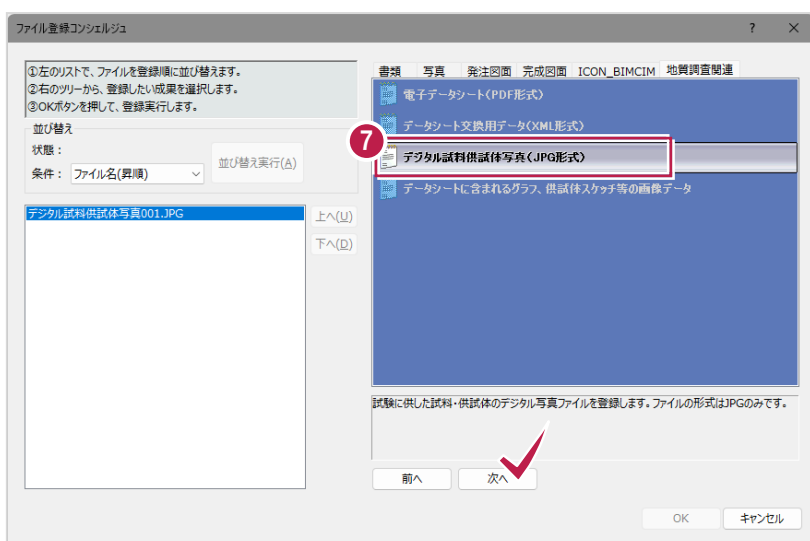 ファイル登録コンシェルジュ
? ×
①左のリストで、ファイルを登録順に並び替えます。
②右のツリーから、登録したい成果を選択します。
③OKボタンを押して、登録実行します。
並び替え
状態：
条件： ファイル名(昇順)
並び替え実行(A)
デジタル試料供試体写真001.JPG
上へ(U)
下へ(D)
書類 写真 発注図面 完成図面 ICON_BIMCIM 地質調査関連
電子データシート(PDF形式)
データシート交換用データ(XML形式)
7
デジタル試料供試体写真(JPG形式)
データシートに含まれるグラフ、供試体スケッチ等の画像データ
試験に供した試料・供試体のデジタル写真ファイルを登録します。ファイルの形式はJPGのみです。
前へ 次へ
OK キャンセル